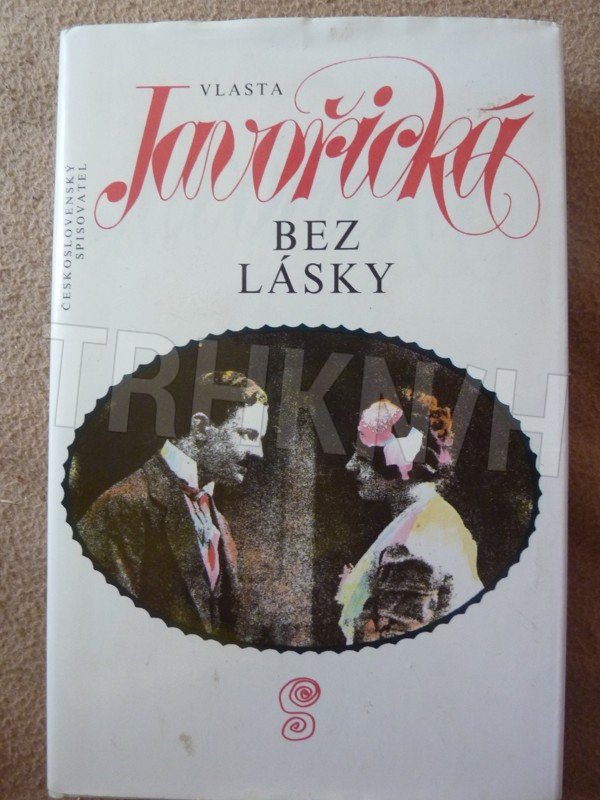 VLASTA
Javořická
BEZ
LÁSKY
ČESKOSLOVENSKÝ
SPISOVATEL
TRHKNIH